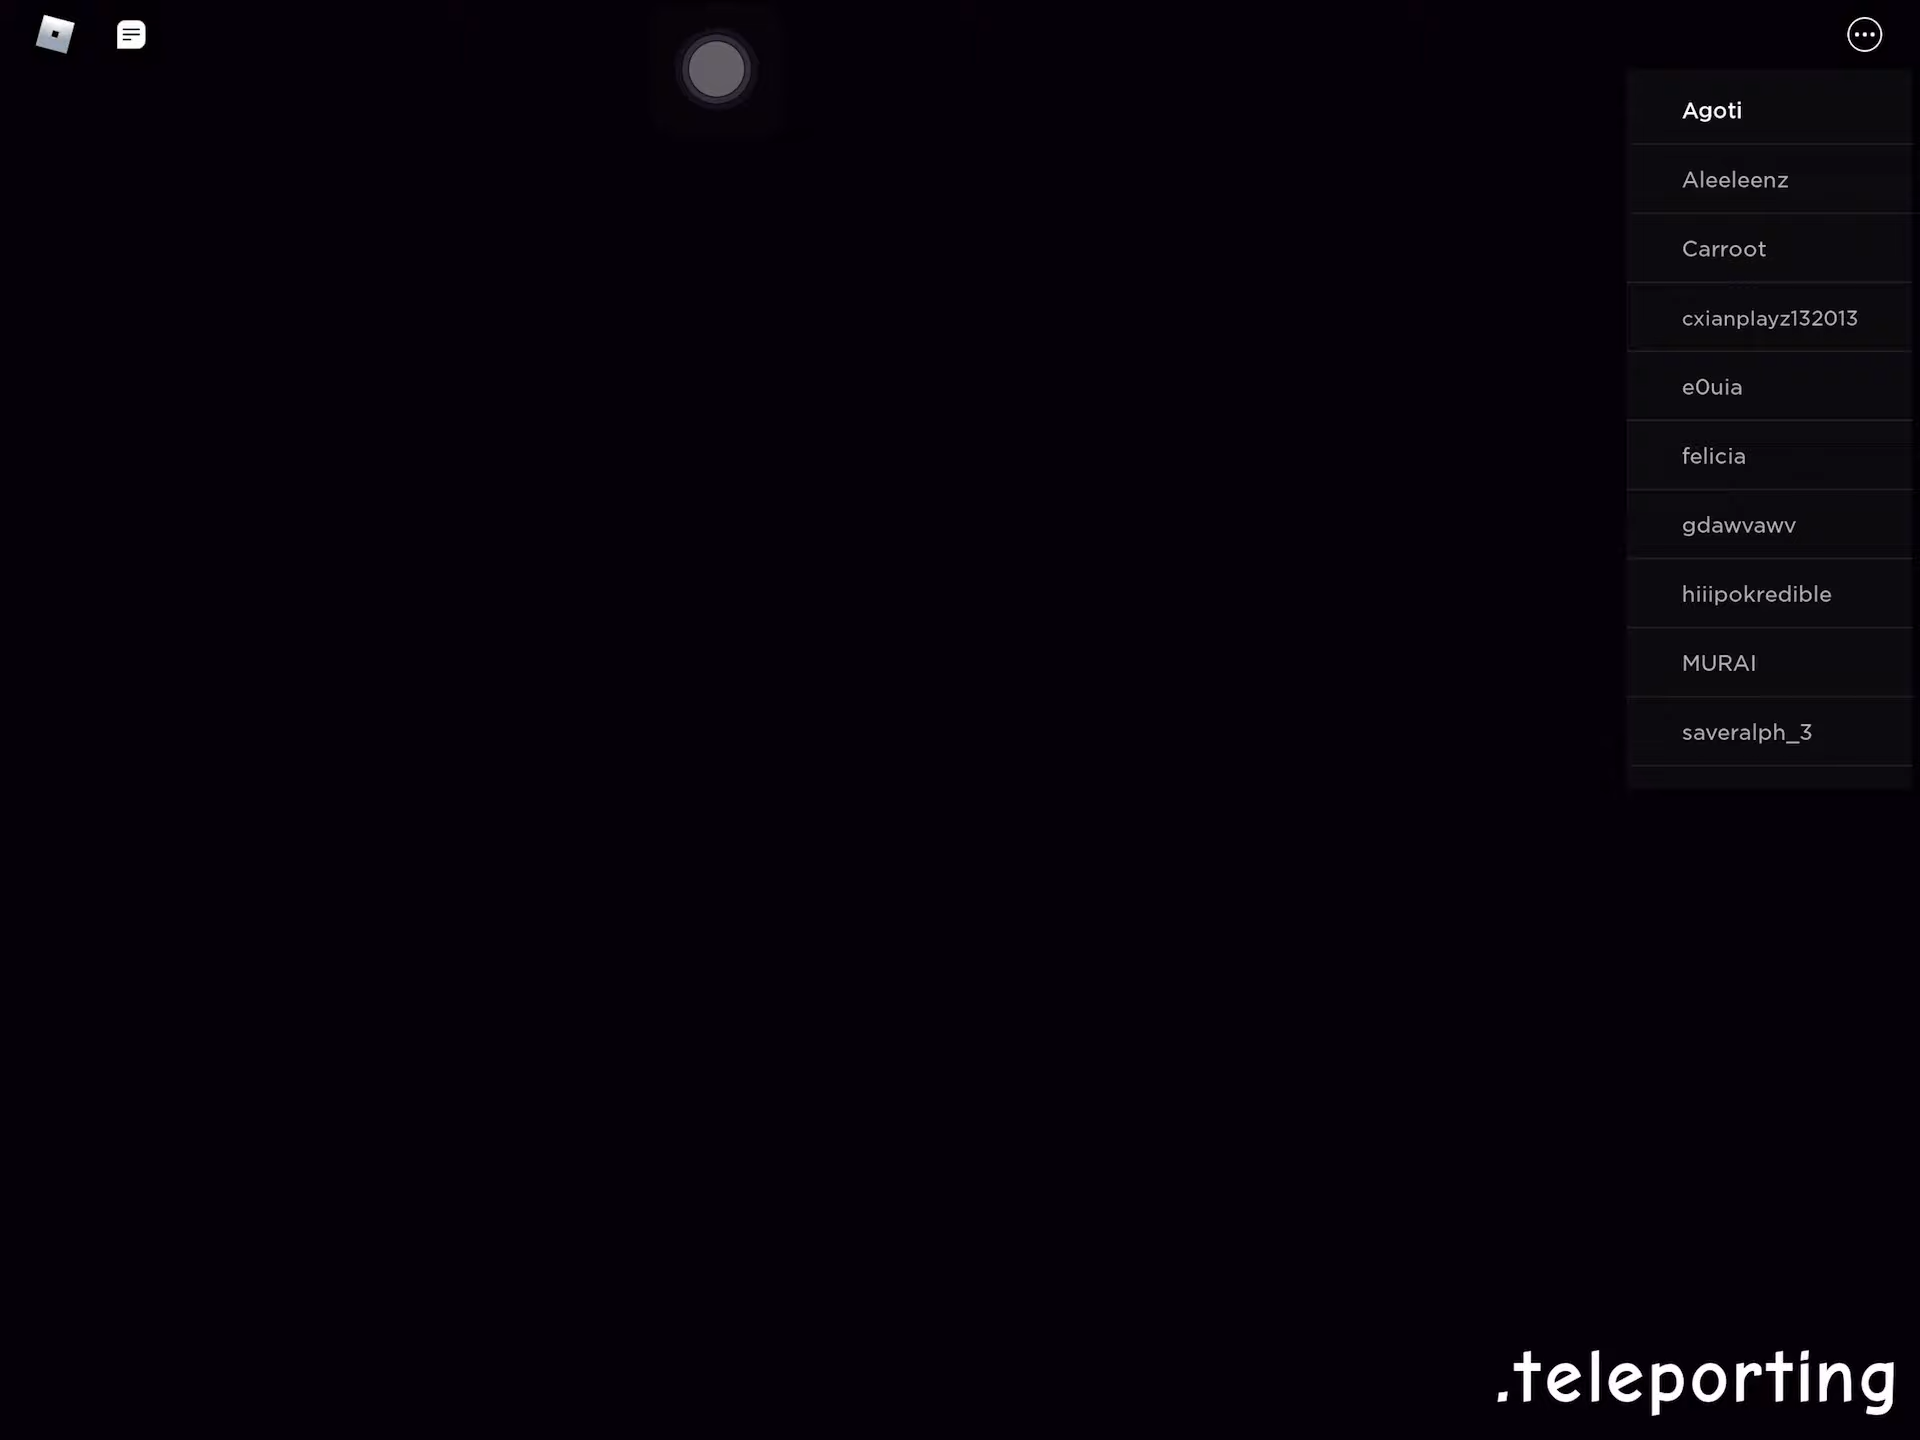 Agoti
Aleeleenz
Carroot
cxianplayz132013
e0uia
felicia
gdawvawv
hiiipokredible
MURAI
saveralph_3
.teleporting